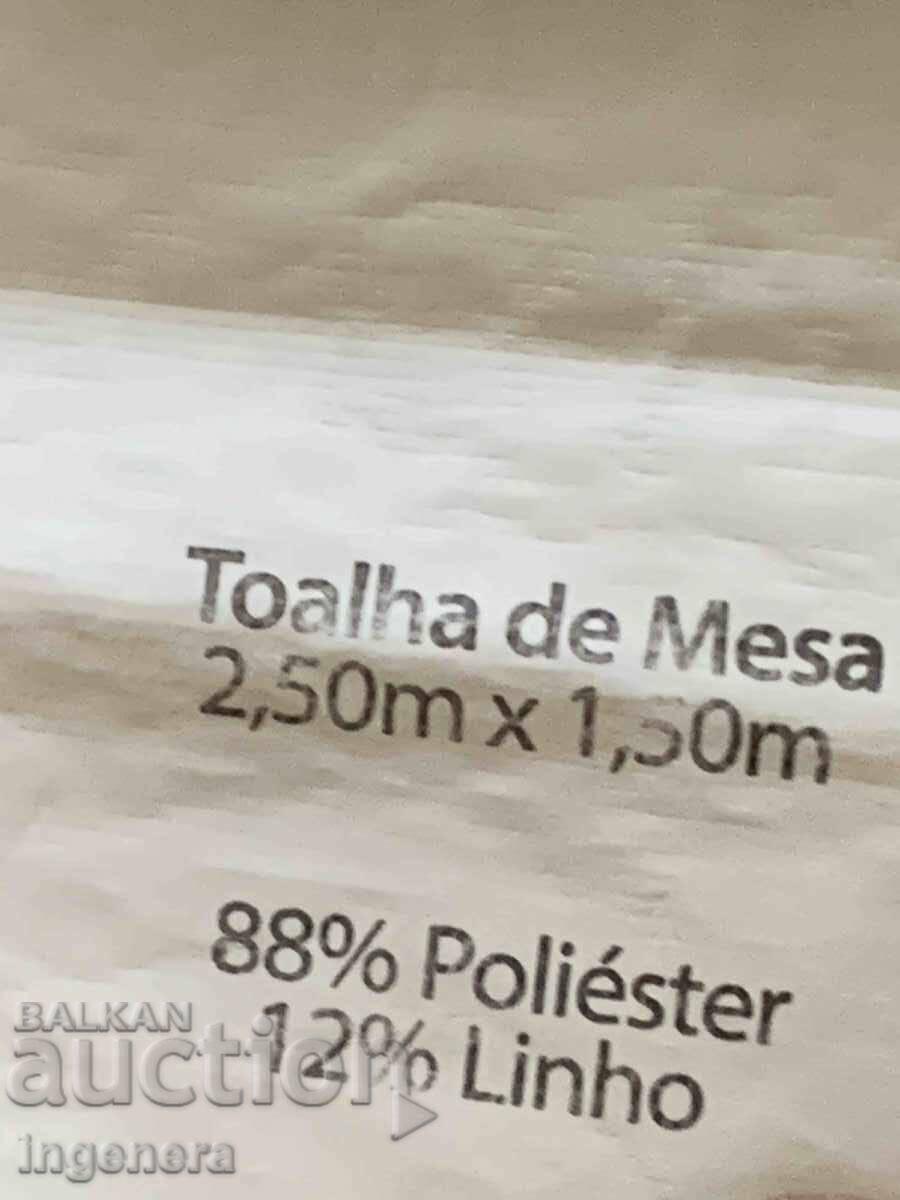 Toalha de Mesa
2,50m x 1,50m
88% Poliéster
12% Linho
BALKAN
auction
ingenera